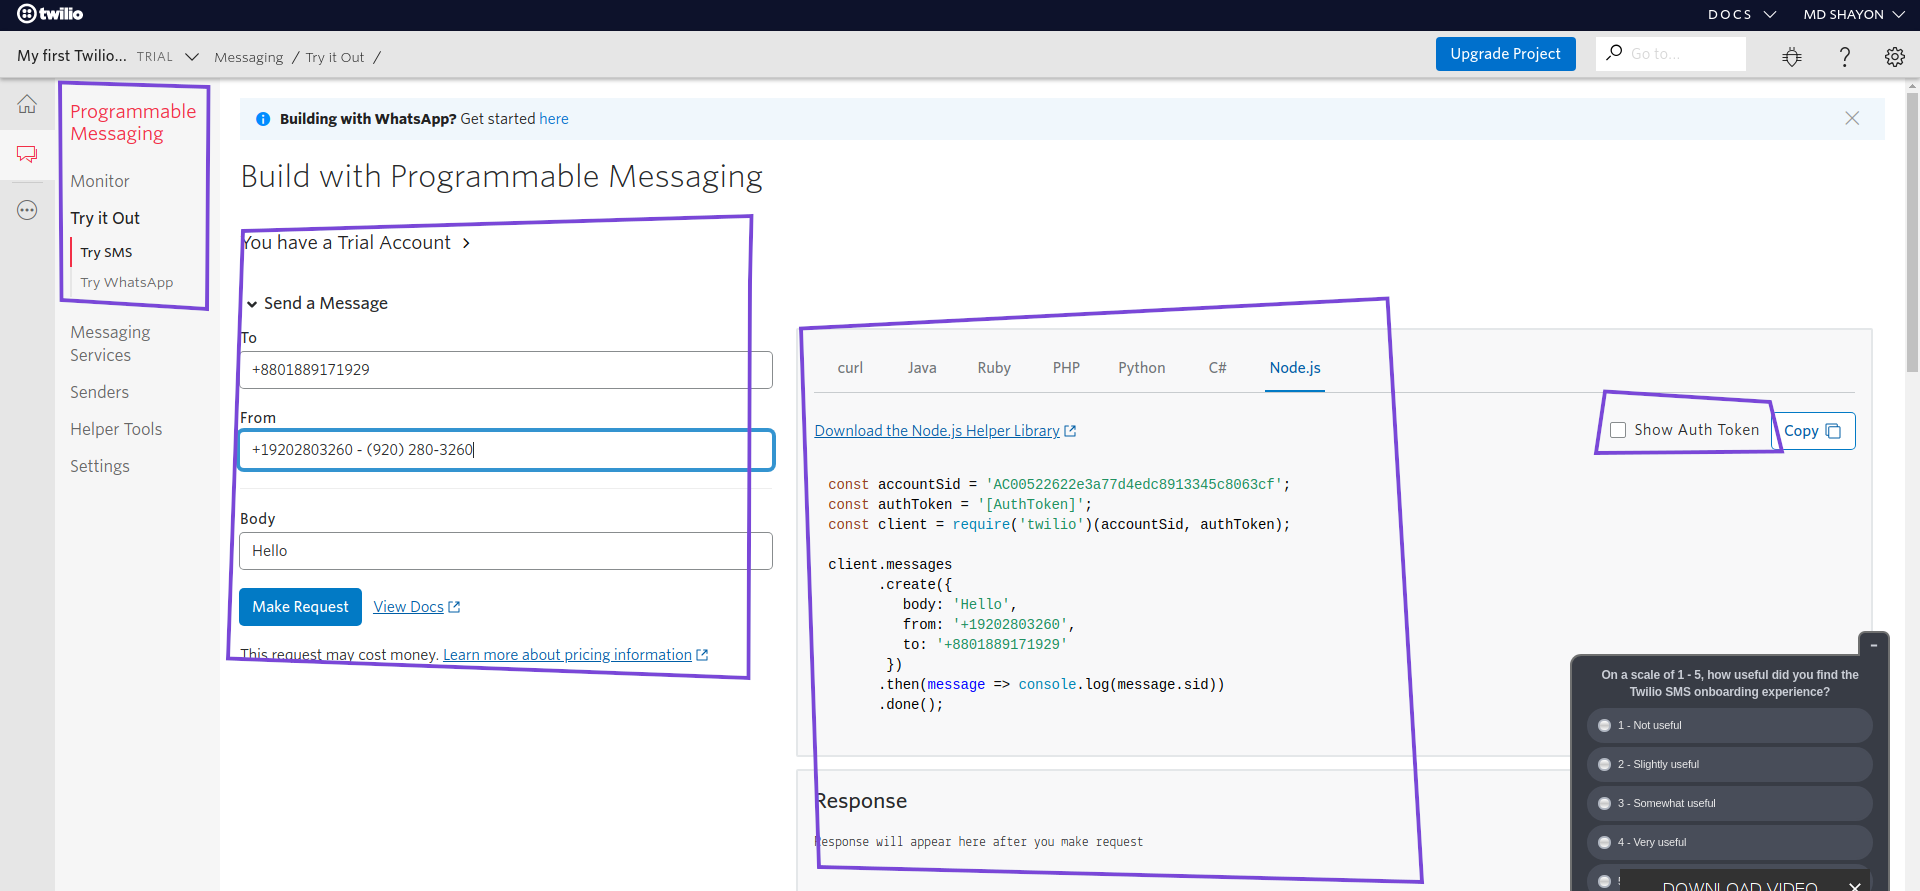 twilio
DOCS
MD SHAYON
My first Twilio... TRIAL
Messaging / Try it Out /
Upgrade Project
Go to...
Programmable
Messaging
Monitor
Try it Out
Try SMS
Try WhatsApp
Messaging
Services
Senders
Helper Tools
Settings
Building with WhatsApp? Get started here
Build with Programmable Messaging
You have a Trial Account
Send a Message
To
+8801889171929
From
+19202803260 - (920) 280-3260
Body
Hello
Make Request View Docs
This request may cost money. Learn more about pricing information
curl Java Ruby PHP Python C# Node.js
Download the Node.js Helper Library
Show Auth Token
Copy
const accountSid = 'AC00522622e3a77d4edc8913345c8063cf';
const authToken = '[AuthToken]';
const client = require('twilio')(accountSid, authToken);
client.messages
.create({
body: 'Hello',
from: '+19202803260',
to: '+8801889171929'
})
.then(message => console.log(message.sid))
.done();
Response
Response will appear here after you make request
On a scale of 1 - 5, how useful did you find the
Twilio SMS onboarding experience?
1 - Not useful
2 - Slightly useful
3 - Somewhat useful
4 - Very useful
DOWNLOAD VIDEO